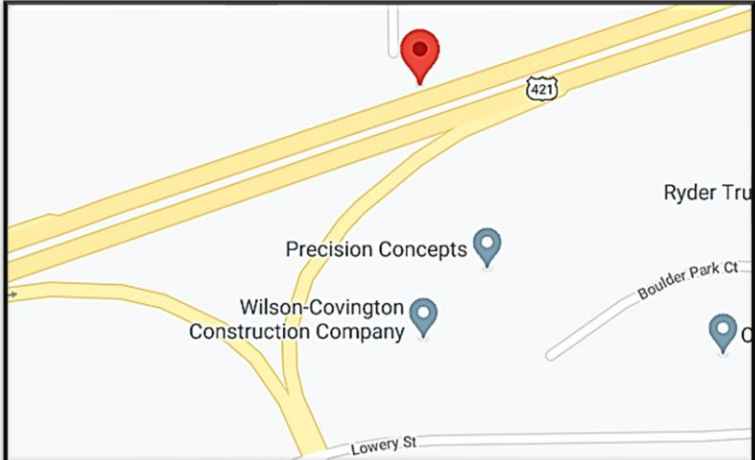 421
Ryder Tru
Precision Concepts
Boulder Park Ct
Wilson-Covington
Construction Company
C
Lowery St